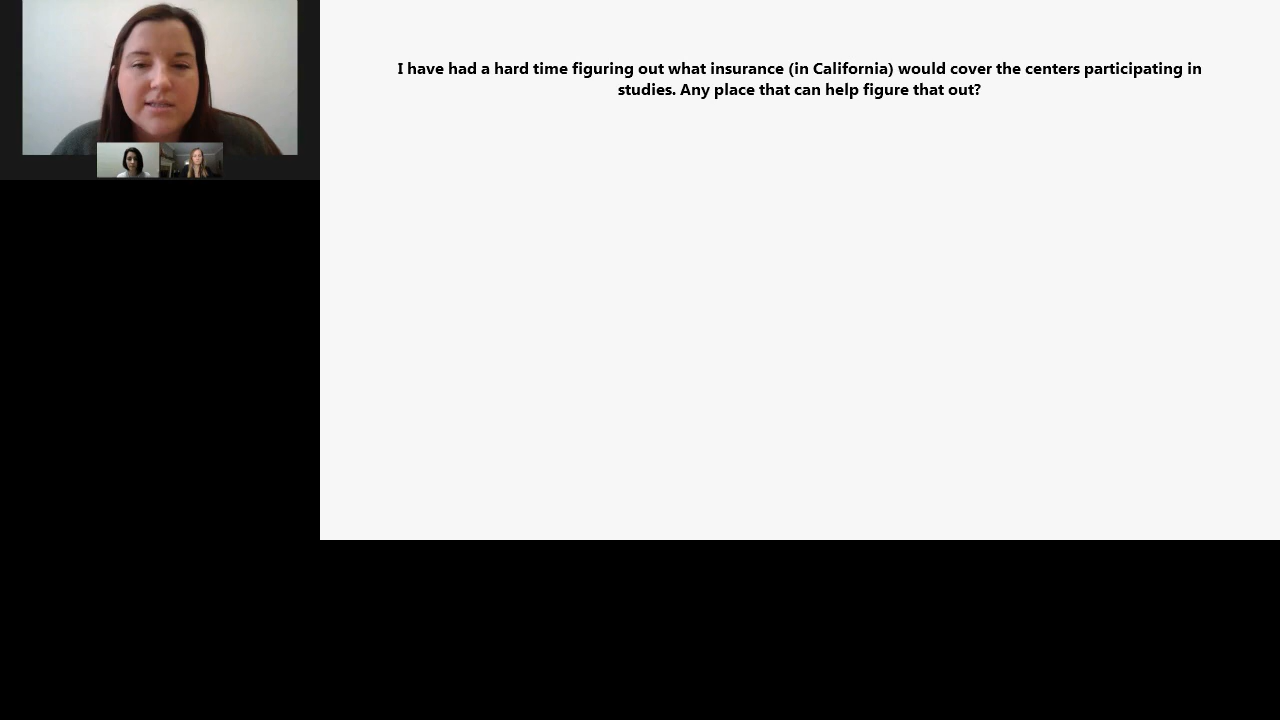 I have had a hard time figuring out what insurance (in California) would cover the centers participating in
studies. Any place that can help figure that out?